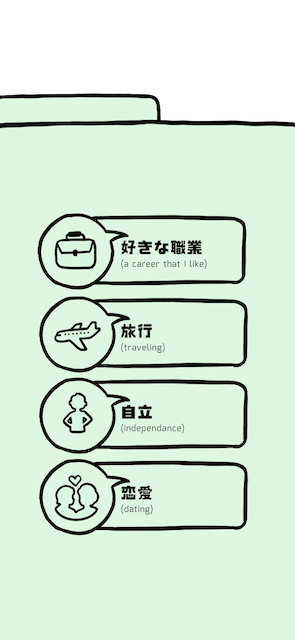 好きな職業
(a career that I like)
旅行
(traveling)
自立
(independance)
恋愛
(dating)